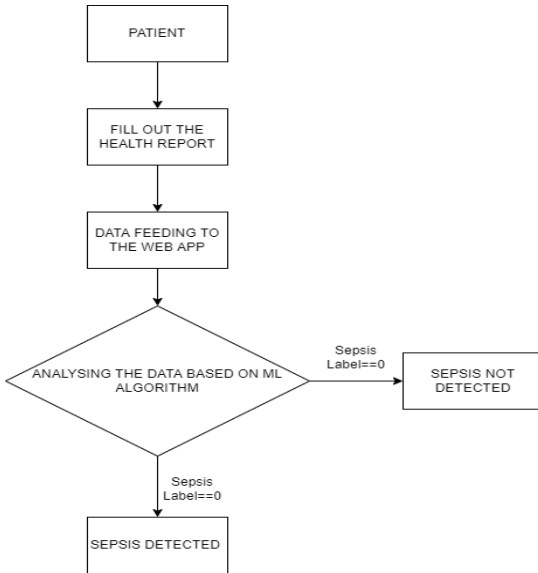 PATIENT
FILL OUT THE
HEALTH REPORT
DATA FEEDING TO
THE WEB APP
ANALYSING THE DATA BASED ON ML
ALGORITHM
Sepsis
Label==0
SEPSIS NOT
DETECTED
Sepsis
Label==0
SEPSIS DETECTED